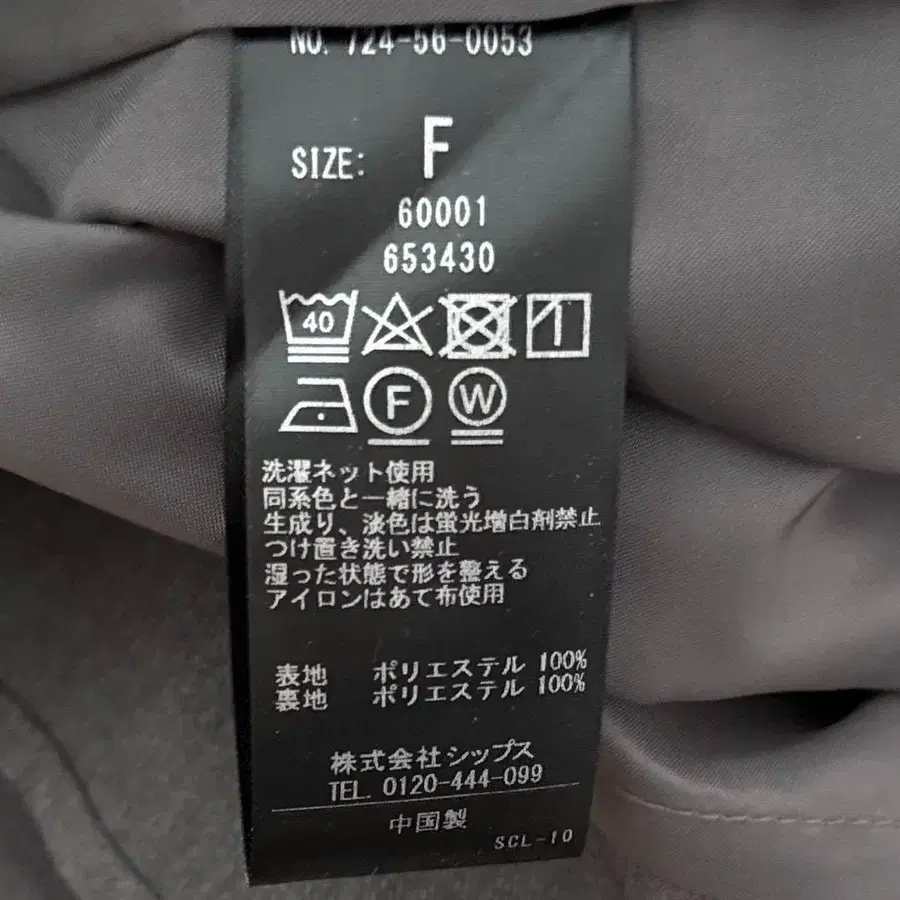 NO. 724-56-0053
SIZE: F
60001
653430
40
F W
洗濯ネット使用
同系色と一緒に洗う
生成り、淡色は蛍光増白剤禁止
つけ置き洗い禁止
湿った状態で形を整える
アイロンはあて布使用
表地 ポリエステル 100%
裏地 ポリエステル 100%
株式会社シップス
TEL. 0120-444-099
中国製
SCL-10